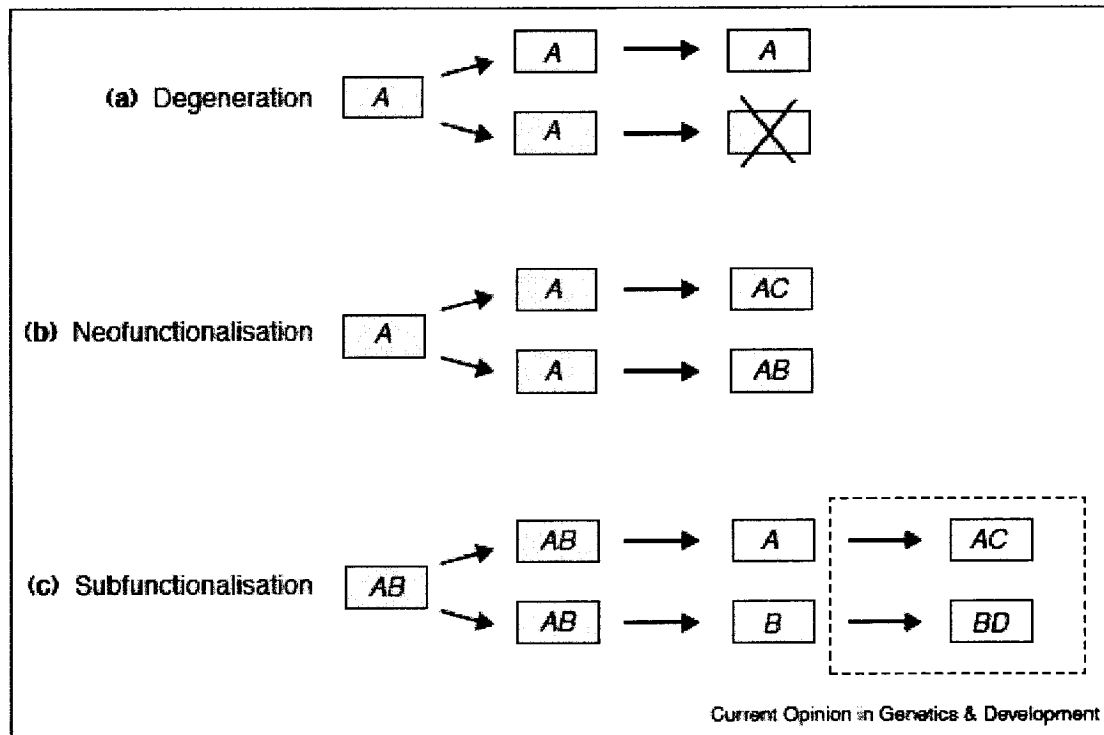 A A
(a) Degeneration A
A
A AC
(b) Neofunctionalisation A
A AB
AB A AC
(c) Subfunctionalisation AB
AB B BD
Current Opinion in Genetics & Development